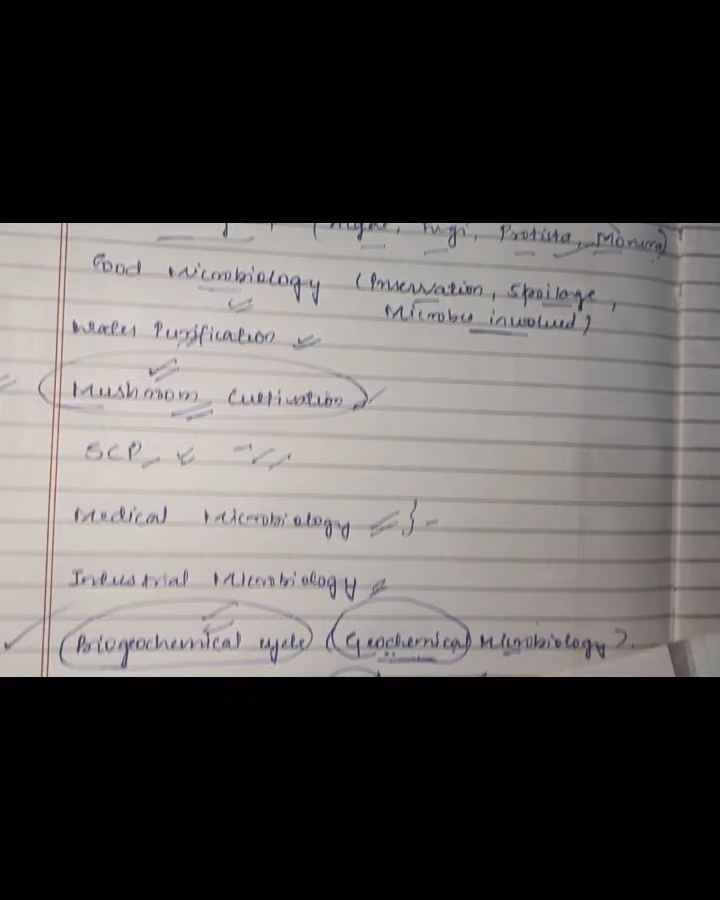 (Algae, Fungi, Protista, Monera)
Food Microbiology (Preservation, Spoilage,
Microbes involved)
Water Purification
Mushroom Cultivation
SCP
Medical Microbiology
Industrial Microbiology
Biogeochemical cycle (Geochemical Microbiology).